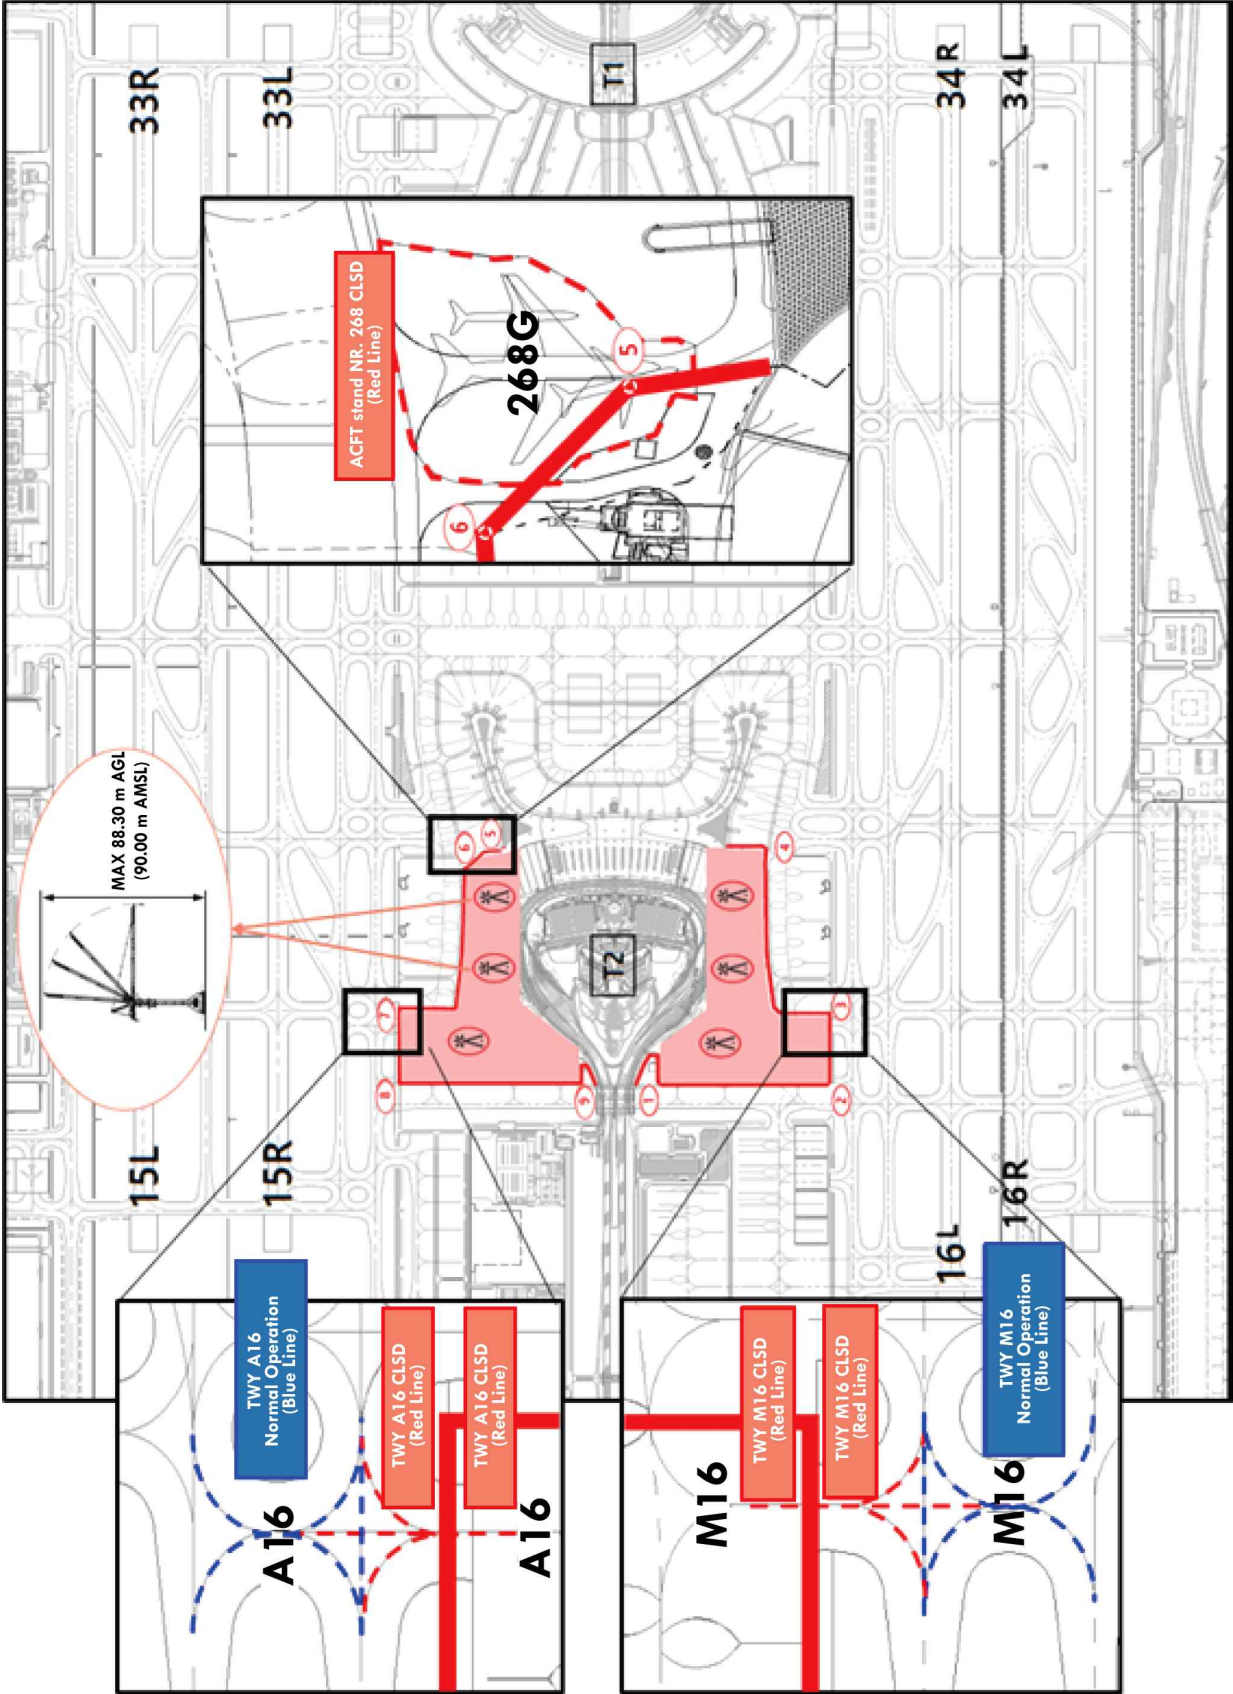 33R
33L
T1
34R
34L
ACFT stand NR. 268 CLSD
(Red Line)
268G
5
6
MAX 88.30 m AGL
(90.00 m AMSL)
6
5
4
T2
7
3
8
9
1
2
15L
15R
16L
16R
TWY A16
Normal Operation
(Blue Line)
TWY A16 CLSD
(Red Line)
TWY A16 CLSD
(Red Line)
A16
A16
TWY M16 CLSD
(Red Line)
TWY M16 CLSD
(Red Line)
TWY M16
Normal Operation
(Blue Line)
M16
M16